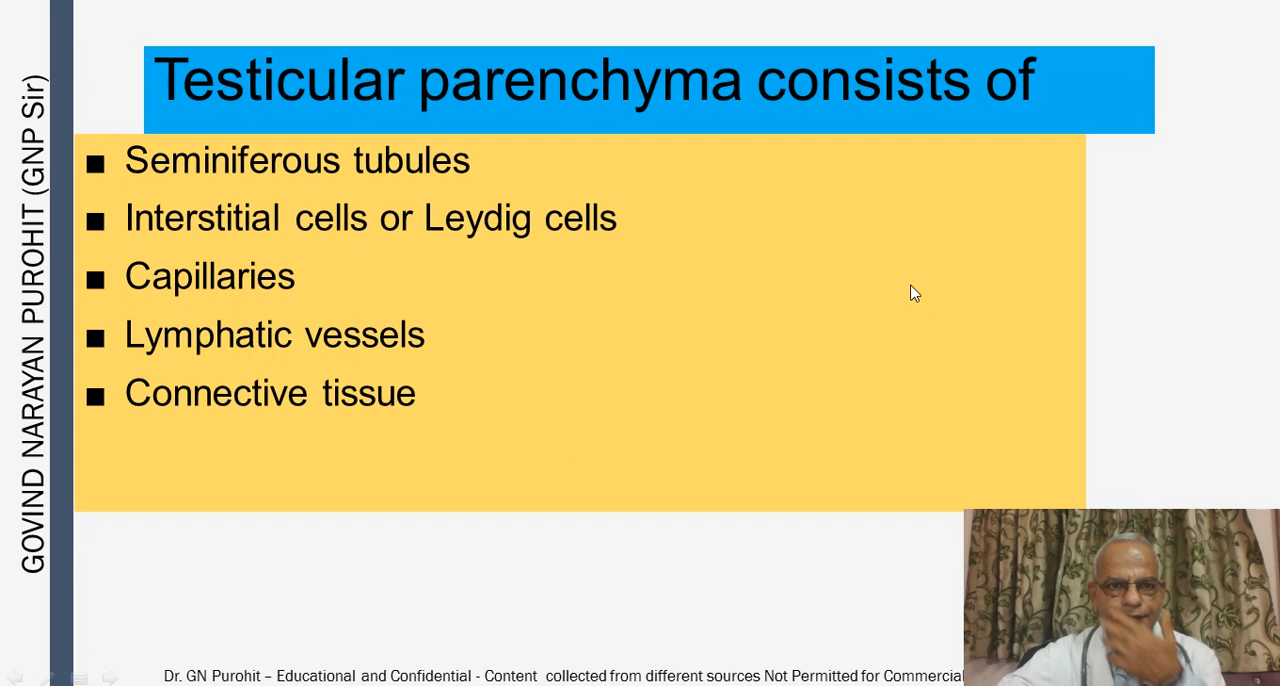 GOVIND NARAYAN PUROHIT (GNP Sir)
Testicular parenchyma consists of
■ Seminiferous tubules
■ Interstitial cells or Leydig cells
■ Capillaries
■ Lymphatic vessels
■ Connective tissue
Dr. GN Purohit – Educational and Confidential - Content collected from different sources Not Permitted for Commercial